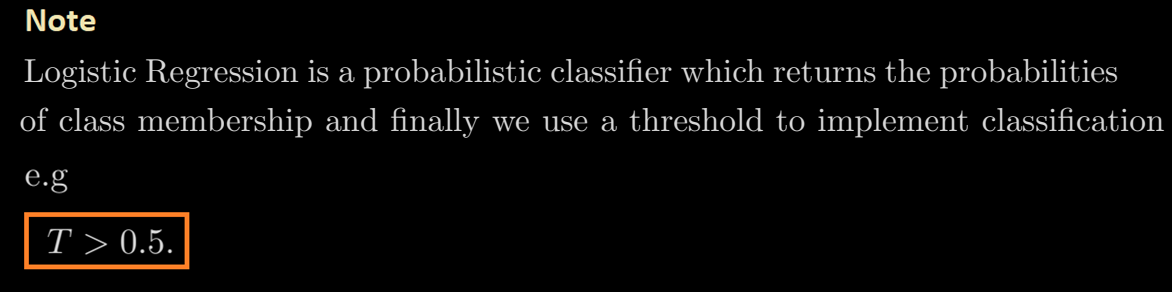 Note
Logistic Regression is a probabilistic classifier which returns the probabilities
of class membership and finally we use a threshold to implement classification
e.g
T > 0.5.